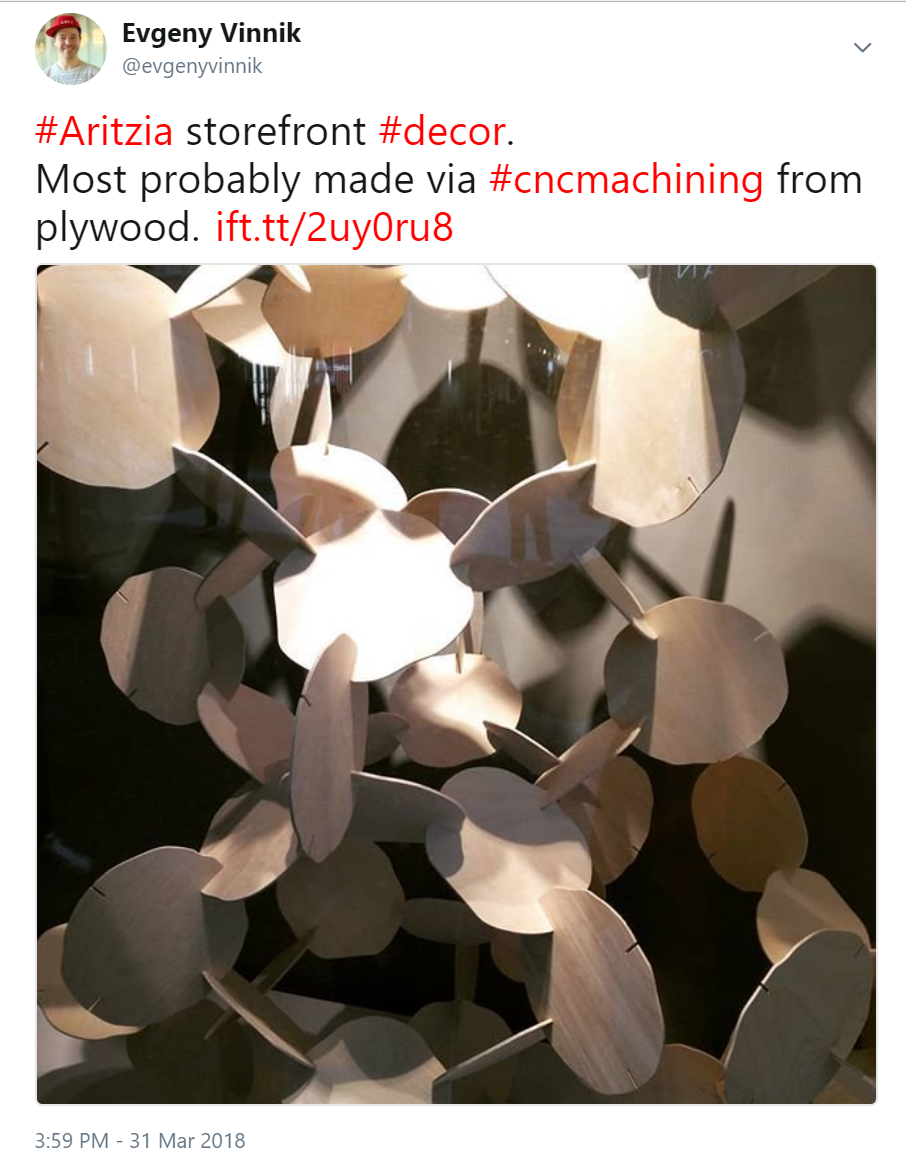 Evgeny Vinnik
@evgenyvinnik
#Aritzia storefront #decor.
Most probably made via #cncmachining from
plywood. ift.tt/2uy0ru8
3:59 PM - 31 Mar 2018